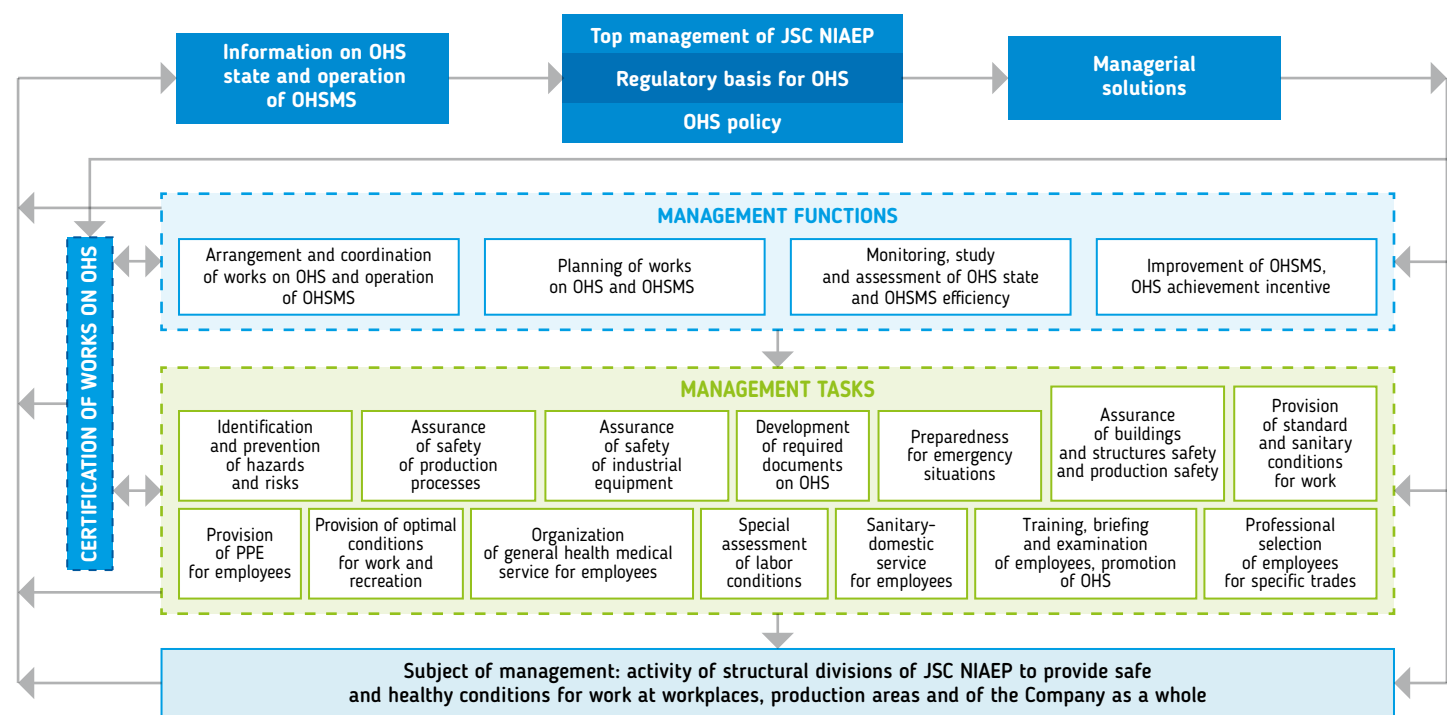 Information on OHS
state and operation
of OHSMS
Top management of JSC NIAEP
Regulatory basis for OHS
OHS policy
Managerial
solutions
CERTIFICATION OF WORKS ON OHS
MANAGEMENT FUNCTIONS
Arrangement and coordination
of works on OHS and operation
of OHSMS
Planning of works
on OHS and OHSMS
Monitoring, study
and assessment of OHS state
and OHSMS efficiency
Improvement of OHSMS,
OHS achievement incentive
MANAGEMENT TASKS
Identification
and prevention
of hazards
and risks
Assurance
of safety
of production
processes
Assurance
of safety
of industrial
equipment
Development
of required
documents
on OHS
Preparedness
for emergency
situations
Assurance
of buildings
and structures safety
and production safety
Provision
of standard
and sanitary
conditions
for work
Provision
of PPE
for employees
Provision of optimal
conditions
for work and
recreation
Organization
of general health medical
service for employees
Special
assessment
of labor
conditions
Sanitary-
domestic
service
for employees
Training, briefing
and examination
of employees, promotion
of OHS
Professional
selection
of employees
for specific trades
Subject of management: activity of structural divisions of JSC NIAEP to provide safe
and healthy conditions for work at workplaces, production areas and of the Company as a whole